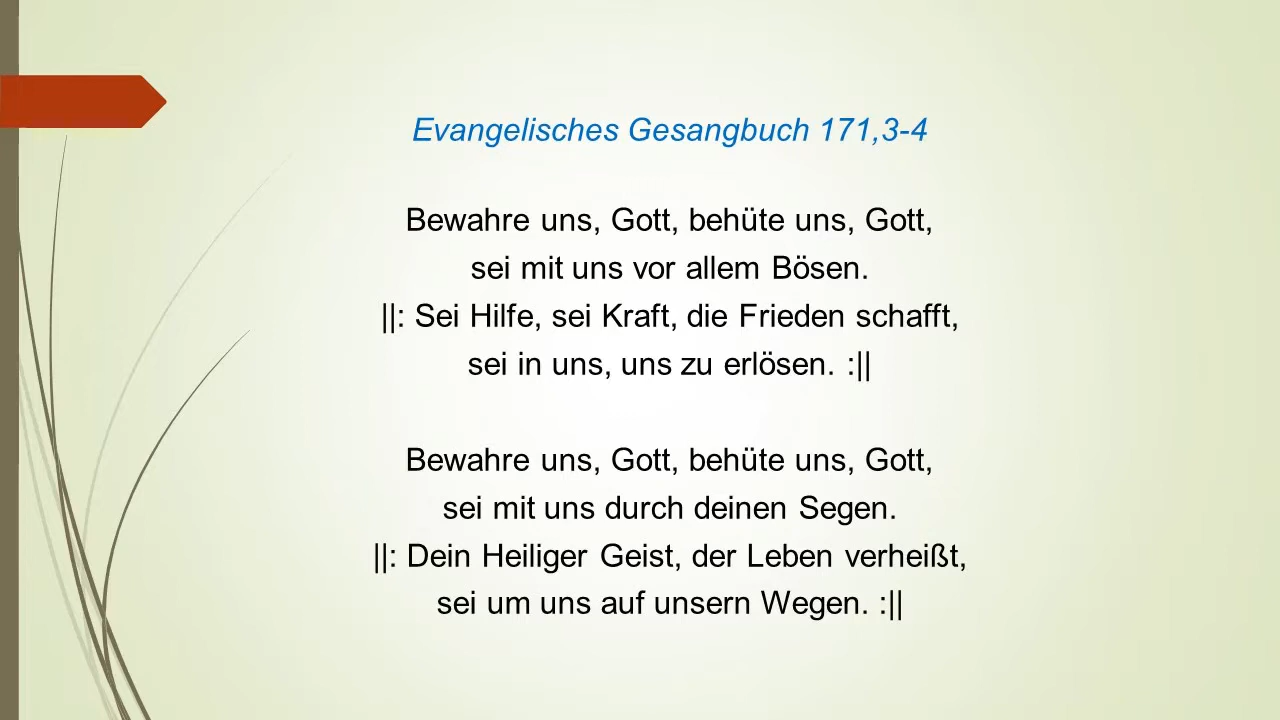 Evangelisches Gesangbuch 171,3-4
Bewahre uns, Gott, behüte uns, Gott,
sei mit uns vor allem Bösen.
||: Sei Hilfe, sei Kraft, die Frieden schafft,
sei in uns, uns zu erlösen. :||
Bewahre uns, Gott, behüte uns, Gott,
sei mit uns durch deinen Segen.
||: Dein Heiliger Geist, der Leben verheißt,
sei um uns auf unsern Wegen. :||